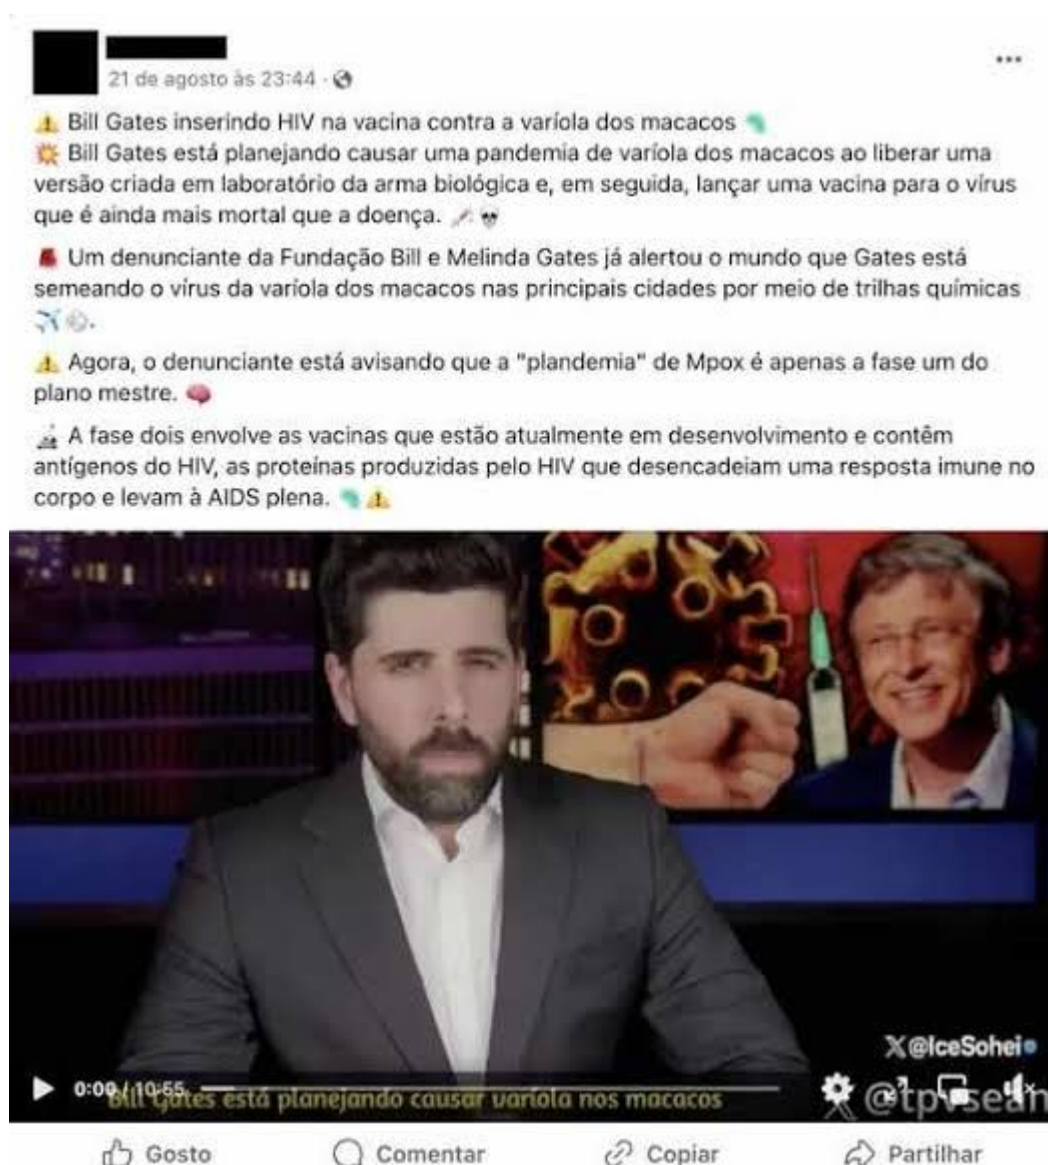 21 de agosto às 23:44 ·
Bill Gates inserindo HIV na vacina contra a varíola dos macacos
Bill Gates está planejando causar uma pandemia de varíola dos macacos ao liberar uma
versão criada em laboratório da arma biológica e, em seguida, lançar uma vacina para o vírus
que é ainda mais mortal que a doença.
Um denunciante da Fundação Bill e Melinda Gates já alertou o mundo que Gates está
semeando o vírus da varíola dos macacos nas principais cidades por meio de trilhas químicas
.
Agora, o denunciante está avisando que a "plandemia" de Mpox é apenas a fase um do
plano mestre.
A fase dois envolve as vacinas que estão atualmente em desenvolvimento e contêm
antígenos do HIV, as proteínas produzidas pelo HIV que desencadeiam uma resposta imune no
corpo e levam à AIDS plena.
X@IceSohei
0:00 / 10:55
@tpvsean
Bill Gates está planejando causar varíola nos macacos
Gosto
Comentar
Copiar
Partilhar